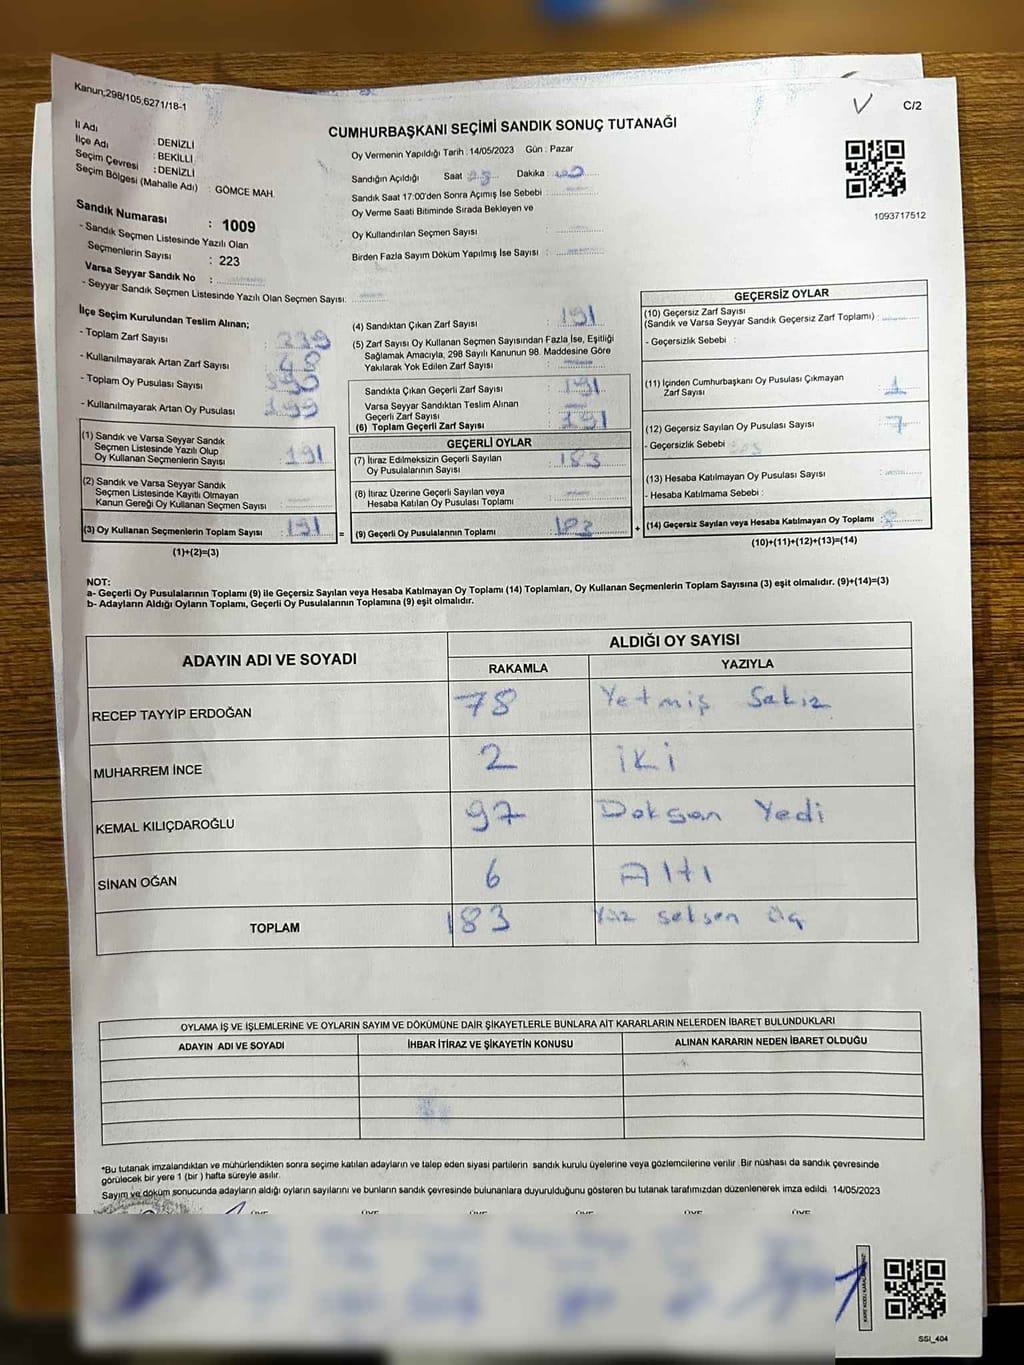 Kanun;298/105,6271/18-1
C/2
CUMHURBAŞKANI SEÇİMİ SANDIK SONUÇ TUTANAĞI
İl Adı : DENİZLİ
İlçe Adı : BEKİLLİ
Seçim Çevresi : DENİZLİ
Seçim Bölgesi (Mahalle Adı) : GÖMCE MAH.
Sandık Numarası : 1009
- Sandık Seçmen Listesinde Yazılı Olan
Seçmenlerin Sayısı : 223
Varsa Seyyar Sandık No :
- Seyyar Sandık Seçmen Listesinde Yazılı Olan Seçmen Sayısı:
Oy Vermenin Yapıldığı Tarih : 14/05/2023 Gün : Pazar
Sandığın Açıldığı Saat Dakika :
Sandık Saat 17:00'den Sonra Açımış İse Sebebi :
Oy Verme Saati Bitiminde Sırada Bekleyen ve
Oy Kullandırılan Seçmen Sayısı :
Birden Fazla Sayım Döküm Yapılmış İse Sayısı :
1093717512
İlçe Seçim Kurulundan Teslim Alınan;
- Toplam Zarf Sayısı :
- Kullanılmayarak Artan Zarf Sayısı :
- Toplam Oy Pusulası Sayısı :
- Kullanılmayarak Artan Oy Pusulası :
(1) Sandık ve Varsa Seyyar Sandık
Seçmen Listesinde Yazılı Olup
Oy Kullanan Seçmenlerin Sayısı : 191
(2) Sandık ve Varsa Seyyar Sandık
Seçmen Listesinde Kayıtlı Olmayan
Kanun Gereği Oy Kullanan Seçmen Sayısı :
(3) Oy Kullanan Seçmenlerin Toplam Sayısı : 191
(1)+(2)=(3)
=
(4) Sandıktan Çıkan Zarf Sayısı : 191
(5) Zarf Sayısı Oy Kullanan Seçmen Sayısından Fazla İse, Eşitliği
Sağlamak Amacıyla, 298 Sayılı Kanunun 98. Maddesine Göre
Yakılarak Yok Edilen Zarf Sayısı :
Sandıkta Çıkan Geçerli Zarf Sayısı : 191
Varsa Seyyar Sandıktan Teslim Alınan
Geçerli Zarf Sayısı :
(6) Toplam Geçerli Zarf Sayısı : 191
GEÇERLİ OYLAR
(7) İtiraz Edilmeksizin Geçerli Sayılan
Oy Pusulalarının Sayısı : 183
(8) İtiraz Üzerine Geçerli Sayılan veya
Hesaba Katılan Oy Pusulası Toplamı :
(9) Geçerli Oy Pusulalarının Toplamı : 183
+
GEÇERSİZ OYLAR
(10) Geçersiz Zarf Sayısı
(Sandık ve Varsa Seyyar Sandık Geçersiz Zarf Toplamı) :
- Geçersizlik Sebebi :
(11) İçinden Cumhurbaşkanı Oy Pusulası Çıkmayan
Zarf Sayısı : 1
(12) Geçersiz Sayılan Oy Pusulası Sayısı : 7
- Geçersizlik Sebebi
(13) Hesaba Katılmayan Oy Pusulası Sayısı :
- Hesaba Katılmama Sebebi :
(14) Geçersiz Sayılan veya Hesaba Katılmayan Oy Toplamı : 8
(10)+(11)+(12)+(13)=(14)
NOT:
a- Geçerli Oy Pusulalarının Toplamı (9) ile Geçersiz Sayılan veya Hesaba Katılmayan Oy Toplamı (14) Toplamları, Oy Kullanan Seçmenlerin Toplam Sayısına (3) eşit olmalıdır. (9)+(14)=(3)
b- Adayların Aldığı Oyların Toplamı, Geçerli Oy Pusulalarının Toplamına (9) eşit olmalıdır.
ADAYIN ADI VE SOYADI ALDIĞI OY SAYISI
RAKAMLA YAZIYLA
RECEP TAYYİP ERDOĞAN 78 Yetmiş Sakiz
MUHARREM İNCE 2 iki
KEMAL KILIÇDAROĞLU 97 Doksan Yedi
SİNAN OĞAN 6 Altı
TOPLAM 183 Yüz seksen üç
OYLAMA İŞ VE İŞLEMLERİNE VE OYLARIN SAYIM VE DÖKÜMÜNE DAİR ŞİKAYETLERLE BUNLARA AİT KARARLARIN NELERDEN İBARET BULUNDUKLARI
ADAYIN ADI VE SOYADI İHBAR İTİRAZ VE ŞİKAYETİN KONUSU ALINAN KARARIN NEDEN İBARET OLDUĞU
*Bu tutanak imzalandıktan ve mühürlendikten sonra seçime katılan adayların ve talep eden siyasi partilerin sandık kurulu üyelerine veya gözlemcilerine verilir. Bir nüshası da sandık çevresinde
görülecek bir yere 1 (bir) hafta süreyle asılır.
Sayım ve döküm sonucunda adayların aldığı oyların sayılarını ve bunların sandık çevresinde bulunanlara duyurulduğunu gösteren bu tutanak tarafımızdan düzenlenerek imza edildi. 14/05/2023
ÜYE ÜYE ÜYE ÜYE ÜYE ÜYE
SSİ_404